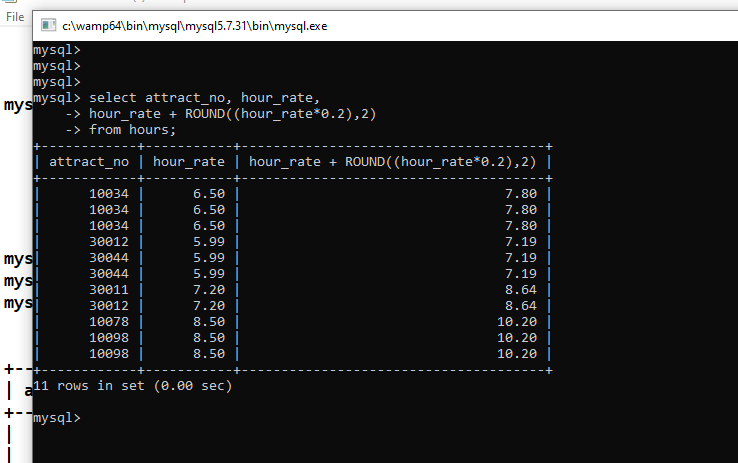 File
c:\wamp64\bin\mysql\mysql5.7.31\bin\mysql.exe
mysql>
mysql>
mysql>
mys
mysql> select attract_no, hour_rate,
    -> hour_rate + ROUND((hour_rate*0.2),2)
    -> from hours;
+------------+-----------+--------------------------------------+
| attract_no | hour_rate | hour_rate + ROUND((hour_rate*0.2),2) |
+------------+-----------+--------------------------------------+
|      10034 |      6.50 |                                 7.80 |
|      10034 |      6.50 |                                 7.80 |
|      10034 |      6.50 |                                 7.80 |
|      30012 |      5.99 |                                 7.19 |
|      30044 |      5.99 |                                 7.19 |
|      30044 |      5.99 |                                 7.19 |
|      30011 |      7.20 |                                 8.64 |
|      30012 |      7.20 |                                 8.64 |
|      10078 |      8.50 |                                10.20 |
|      10098 |      8.50 |                                10.20 |
|      10098 |      8.50 |                                10.20 |
+------------+-----------+--------------------------------------+
11 rows in set (0.00 sec)
mysql>
mys
mys
mys
+--
| a
+--
|
|